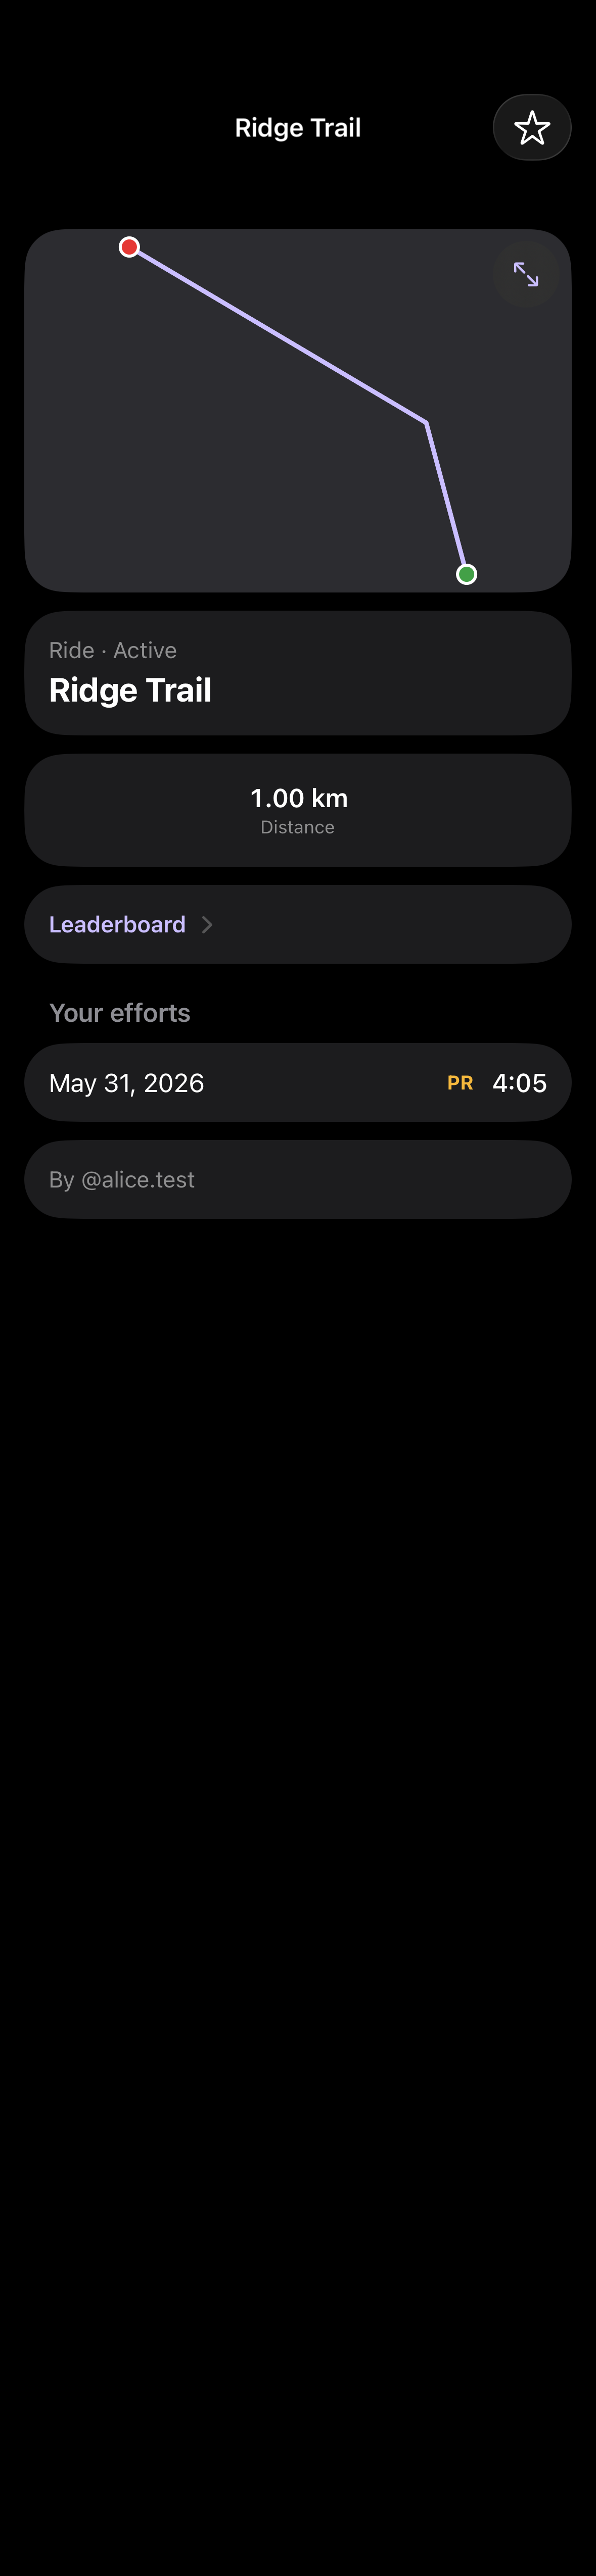 Ridge Trail
Ride · Active
Ridge Trail
1.00 km
Distance
Leaderboard
Your efforts
May 31, 2026 PR 4:05
By @alice.test